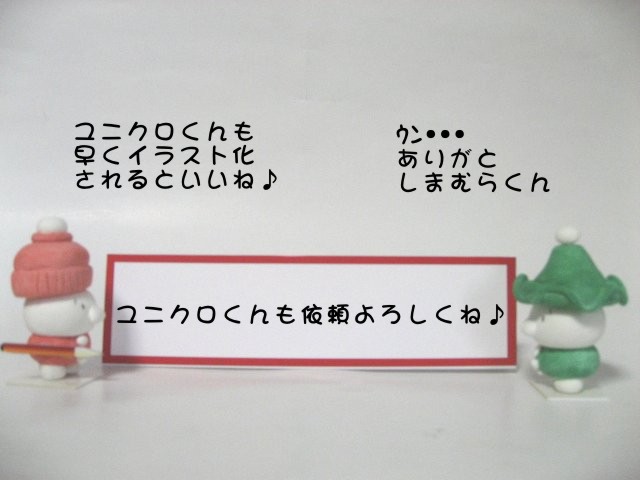 ユニクロくんも
早くイラスト化
されるといいね♪
ウン・・・
ありがと
しまむらくん
ユニクロくんも依頼よろしくね♪